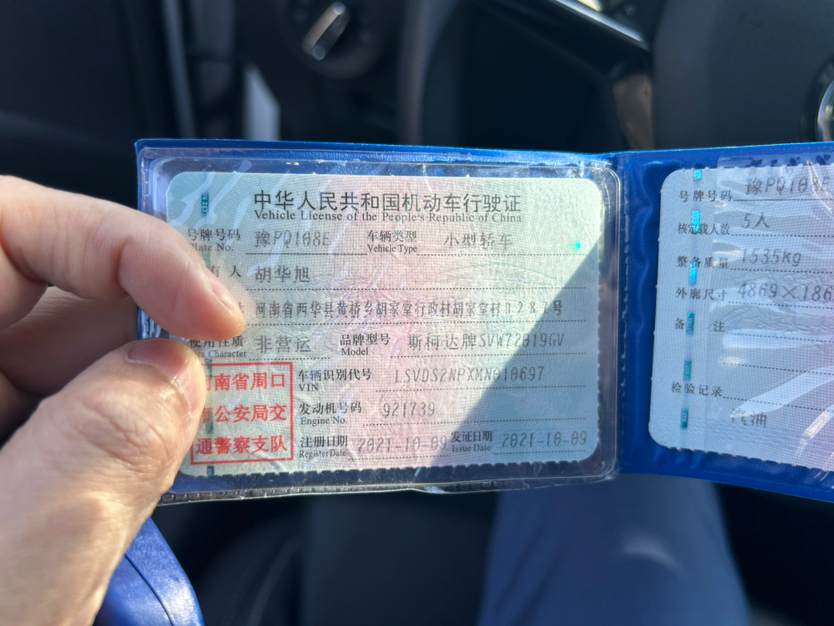 中华人民共和国机动车行驶证
Vehicle License of the People's Republic of China
号牌号码 豫PQ108E 车辆类型 小型轿车
Plate No. Vehicle Type
有人 胡华旭
河南省西华县黄桥乡胡家堂行政村胡家堂村
使用性质 非营运 品牌型号 斯柯达牌SVW72019GV
Character Model
车辆识别代号 LSVDS2NPXMN010697
VIN
发动机号码 921739
Engine No.
注册日期 2021-10-09 发证日期 2021-10-09
Register Date Issue Date
南省周口
公安局交
通警察支队
号牌号码 豫PQ108E
核定载人数 5人
整备质量 1535kg
外廓尺寸 4869×186
备注
检验记录
油